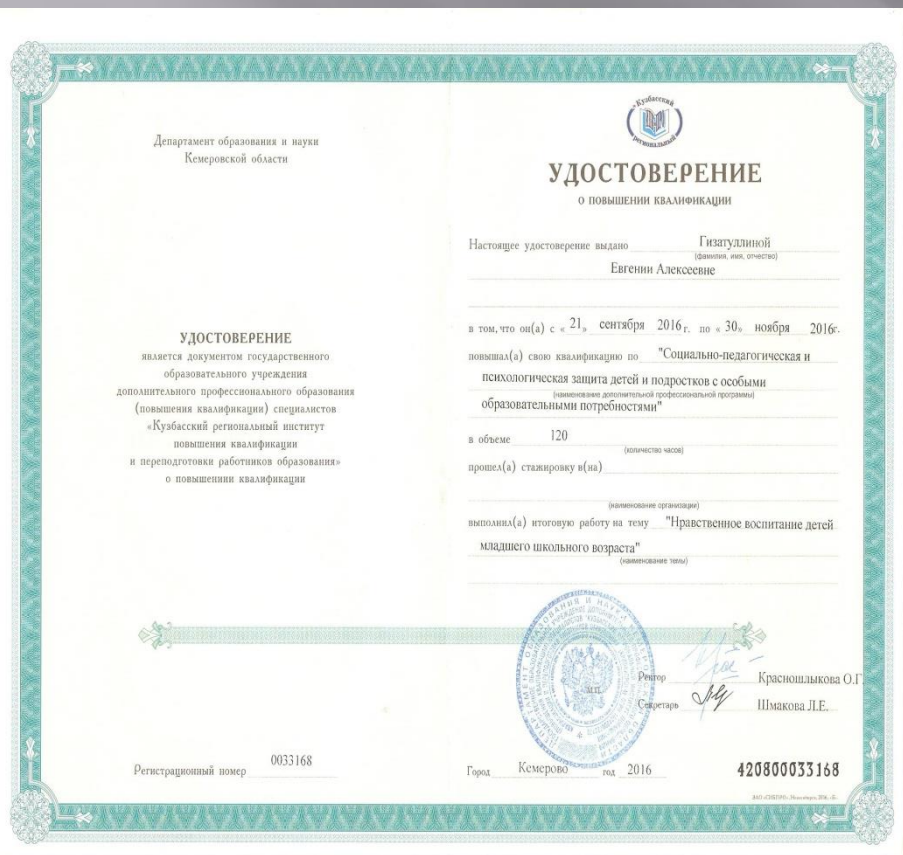 Департамент образования и науки
Кемеровской области
УДОСТОВЕРЕНИЕ
является документом государственного
образовательного учреждения
дополнительного профессионального образования
(повышения квалификации) специалистов
«Кузбасский региональный институт
повышения квалификации
и переподготовки работников образования»
о повышении квалификации
Регистрационный номер 0033168
Кузбасский
региональный
УДОСТОВЕРЕНИЕ
О ПОВЫШЕНИИ КВАЛИФИКАЦИИ
Настоящее удостоверение выдано Гизатуллиной
(фамилия, имя, отчество)
Евгении Алексеевне
в том, что он(а) с «21» сентября 2016 г. по «30» ноября 2016г.
повышал(а) свою квалификацию по "Социально-педагогическая и
психологическая защита детей и подростков с особыми
(наименование дополнительной профессиональной программы)
образовательными потребностями"
в объеме 120
(количество часов)
прошел(а) стажировку в(на)
(наименование организации)
выполнил(а) итоговую работу на тему "Нравственное воспитание детей
младшего школьного возраста"
(наименование темы)
М.П.
Ректор Красношлыкова О.Г
Секретарь Шмакова Л.Е.
Город Кемерово год 2016
420800033168